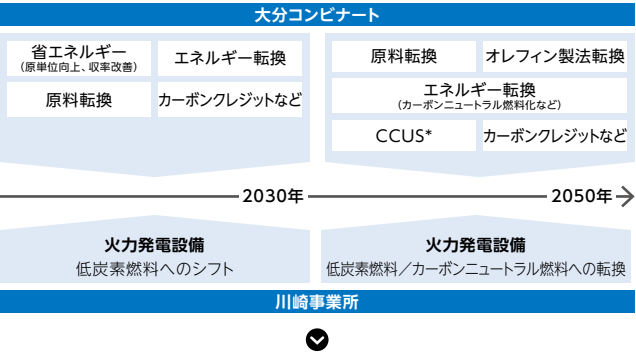 大分コンビナート
省エネルギー
（原単位向上、収率改善）
エネルギー転換
原料転換
カーボンクレジットなど
原料転換
オレフィン製法転換
エネルギー転換
（カーボンニュートラル燃料化など）
CCUS*
カーボンクレジットなど
2030年
2050年
火力発電設備
低炭素燃料へのシフト
火力発電設備
低炭素燃料／カーボンニュートラル燃料への転換
川崎事業所